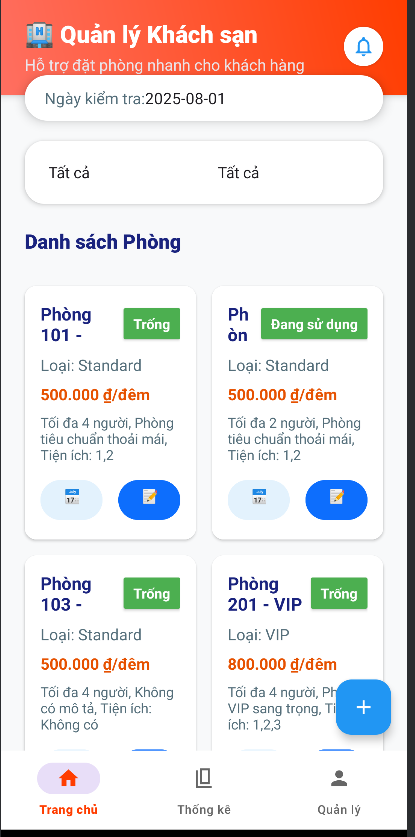 Quản lý Khách sạn
Hỗ trợ đặt phòng nhanh cho khách hàng
Ngày kiểm tra:2025-08-01
Tất cả
Tất cả
Danh sách Phòng
Phòng
101 -
Trống
Loại: Standard
500.000 ₫/đêm
Tối đa 4 người, Phòng
tiêu chuẩn thoải mái,
Tiện ích: 1,2
Ph
òn
Đang sử dụng
Loại: Standard
500.000 ₫/đêm
Tối đa 2 người, Phòng
tiêu chuẩn thoải mái,
Tiện ích: 1,2
Phòng
103 -
Trống
Loại: Standard
500.000 ₫/đêm
Tối đa 4 người, Không
có mô tả, Tiện ích:
Không có
Phòng
201 - VIP
Trống
Loại: VIP
800.000 ₫/đêm
Tối đa 4 người,
VIP sang trọng,
ích: 1,2,3
Trang chủ
Thống kê
Quản lý